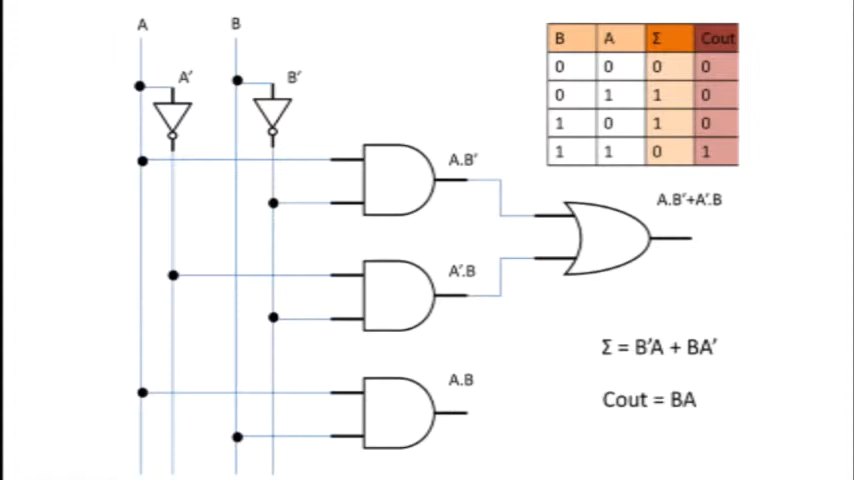 A
B
A'
B'
A.B'
A'.B
A.B
A.B'+A'.B
B A Σ Cout
0 0 0 0
0 1 1 0
1 0 1 0
1 1 0 1
Σ = B'A + BA'
Cout = BA